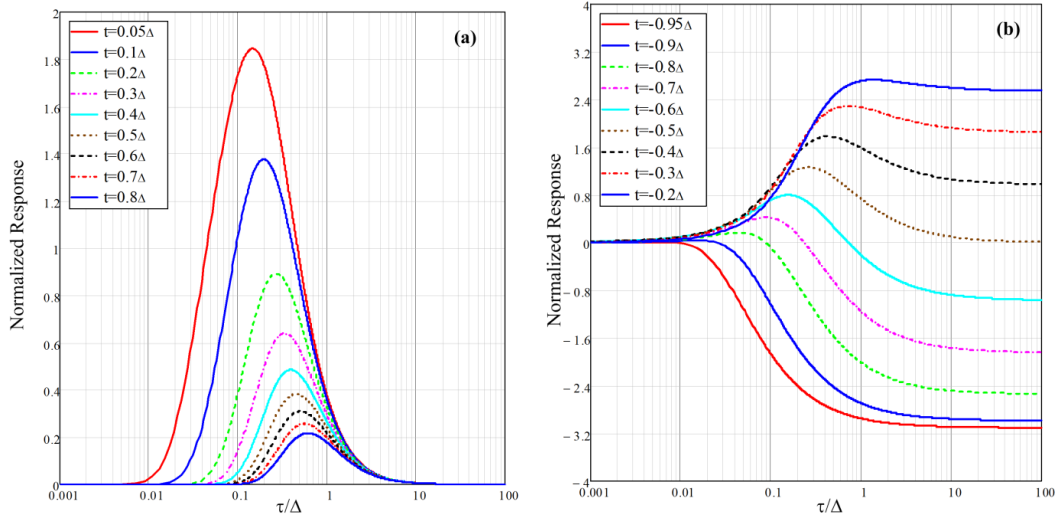 2
1.8
1.6
1.4
1.2
1
0.8
0.6
0.4
0.2
0
0.001
0.01
0.1
1
10
100
τ/Δ
Normalized Response
(a)
t=0.05Δ
t=0.1Δ
t=0.2Δ
t=0.3Δ
t=0.4Δ
t=0.5Δ
t=0.6Δ
t=0.7Δ
t=0.8Δ
4
3.2
2.4
1.6
0.8
0
-0.8
-1.6
-2.4
-3.2
-4
0.001
0.01
0.1
1
10
100
τ/Δ
Normalized Response
(b)
t=-0.95Δ
t=-0.9Δ
t=-0.8Δ
t=-0.7Δ
t=-0.6Δ
t=-0.5Δ
t=-0.4Δ
t=-0.3Δ
t=-0.2Δ